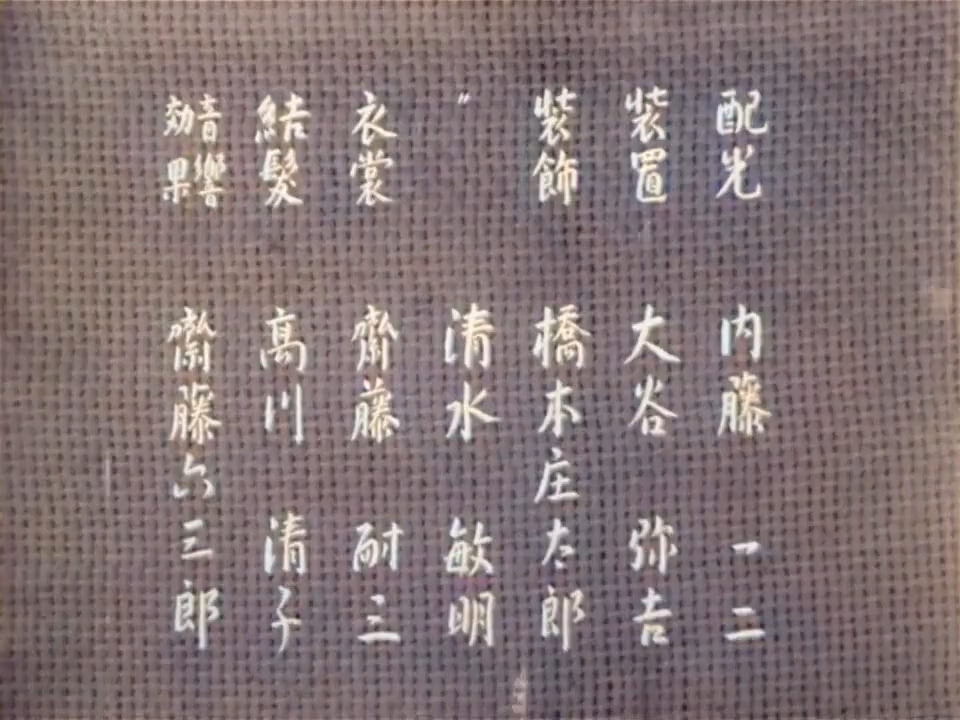 配光 内藤 一二
装置 大谷 弥吉
装飾 橋本庄太郎
〃 清水 敏明
衣裳 齋藤 耐三
結髪 高川 清子
音響効果 齋藤六三郎